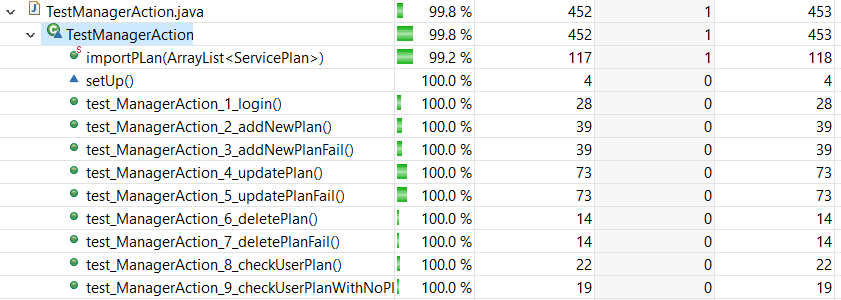 TestManagerAction.java 99.8 % 452 1 453
TestManagerAction 99.8 % 452 1 453
importPLan(ArrayList<ServicePlan>) 99.2 % 117 1 118
setUp() 100.0 % 4 0 4
test_ManagerAction_1_login() 100.0 % 28 0 28
test_ManagerAction_2_addNewPlan() 100.0 % 39 0 39
test_ManagerAction_3_addNewPlanFail() 100.0 % 39 0 39
test_ManagerAction_4_updatePlan() 100.0 % 73 0 73
test_ManagerAction_5_updatePlanFail() 100.0 % 73 0 73
test_ManagerAction_6_deletePlan() 100.0 % 14 0 14
test_ManagerAction_7_deletePlanFail() 100.0 % 14 0 14
test_ManagerAction_8_checkUserPlan() 100.0 % 22 0 22
test_ManagerAction_9_checkUserPlanWithNoPl 100.0 % 19 0 19